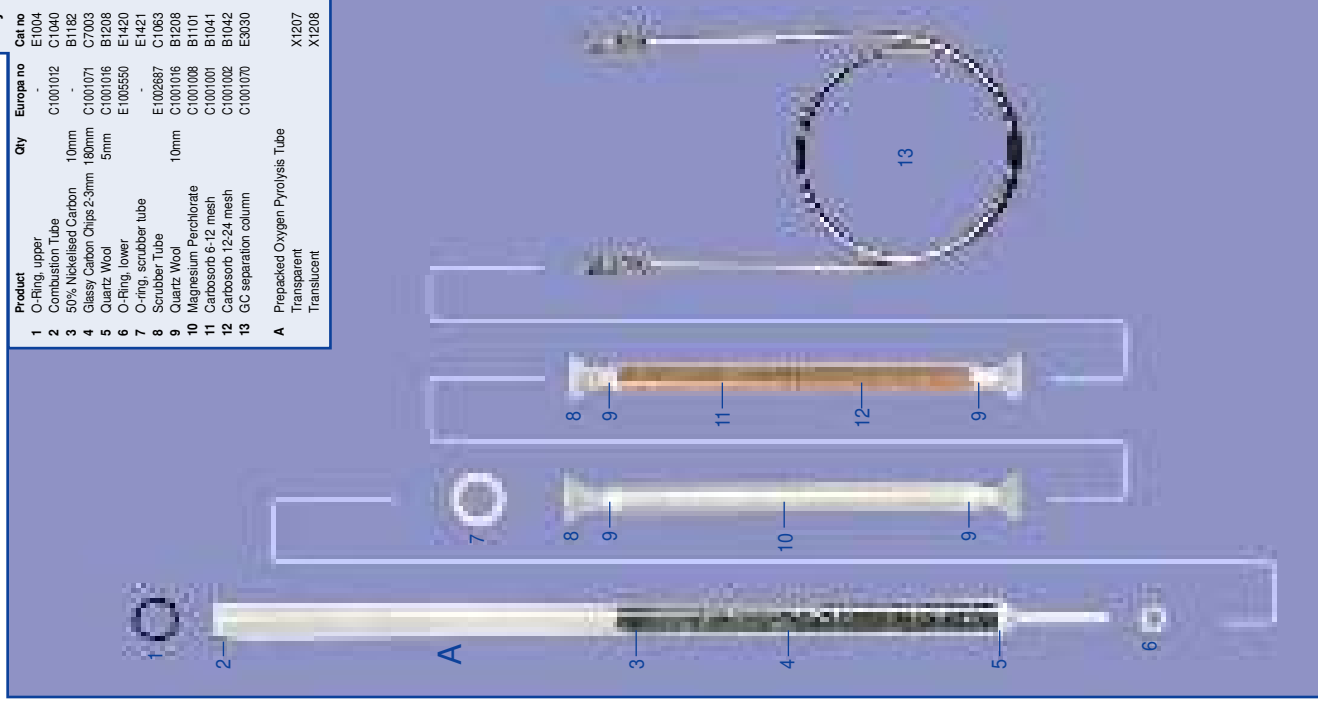 Product Qty Europa no Cat no
1 O-Ring, upper - E1004
2 Combustion Tube C1001012 C1040
3 50% Nickelised Carbon 10mm - B1182
4 Glassy Carbon Chips 2-3mm 180mm C1001071 C7003
5 Quartz Wool 5mm C1001016 B1208
6 O-Ring, lower E1005550 E1420
7 O-ring, scrubber tube - E1421
8 Scrubber Tube E1002687 C1063
9 Quartz Wool 10mm C1001016 B1208
10 Magnesium Perchlorate C1001008 B1101
11 Carbosorb 6-12 mesh C1001001 B1041
12 Carbosorb 12-24 mesh C1001002 B1042
13 GC separation column C1001070 E3030
A Prepacked Oxygen Pyrolysis Tube
Transparent X1207
Translucent X1208
1
2
A
3
4
5
6
7
8
9
10
9
8
9
11
12
9
13